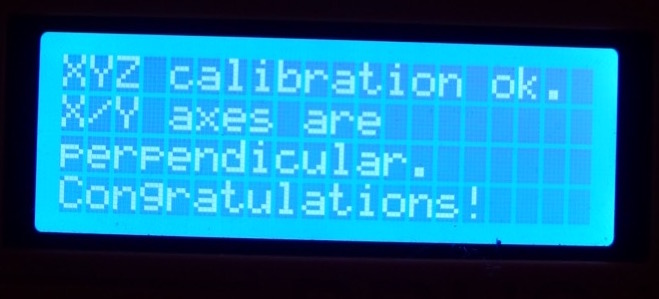 XYZ calibration ok.
X/Y axes are
perpendicular.
Congratulations!